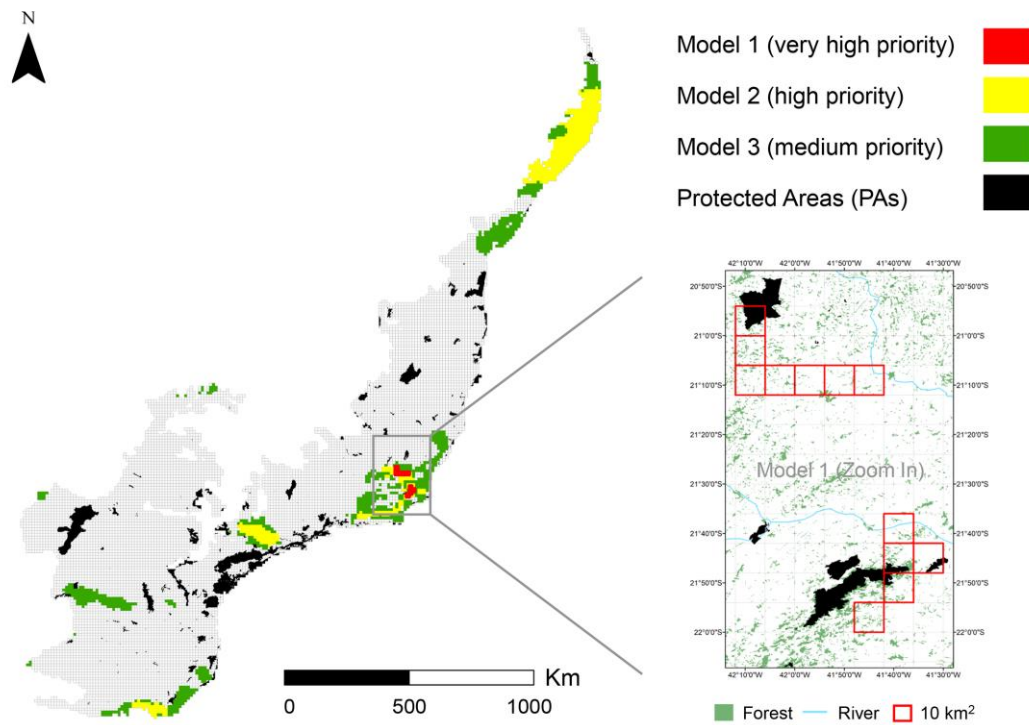 N
Model 1 (very high priority)
Model 2 (high priority)
Model 3 (medium priority)
Protected Areas (PAs)
42°10'0"W 42°0'0"W 41°50'0"W 41°40'0"W 41°30'0"W
20°50'0"S 20°50'0"S
21°0'0"S 21°0'0"S
21°10'0"S 21°10'0"S
21°20'0"S 21°20'0"S
Model 1 (Zoom In)
21°30'0"S 21°30'0"S
21°40'0"S 21°40'0"S
21°50'0"S 21°50'0"S
22°0'0"S 22°0'0"S
42°10'0"W 42°0'0"W 41°50'0"W 41°40'0"W 41°30'0"W
Km
0 500 1000
Forest River 10 km²